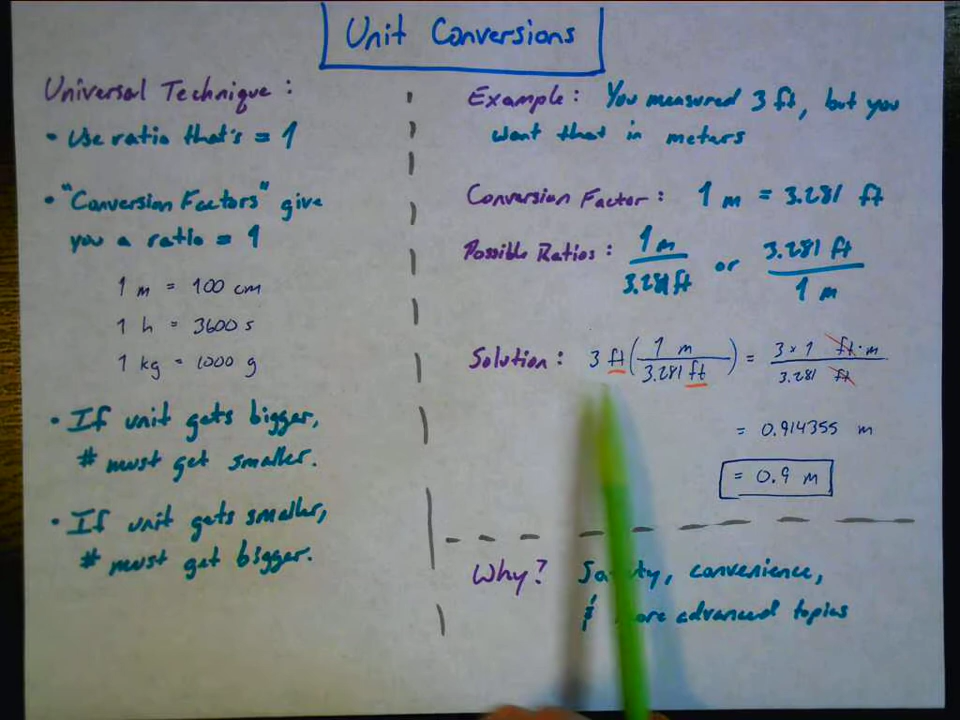 Unit Conversions
Universal Technique:
• Use ratio that's = 1
• "Conversion Factors" give
you a ratio = 1
1 m = 100 cm
1 h = 3600 s
1 kg = 1000 g
• If unit gets bigger,
# must get smaller.
• If unit gets smaller,
# must get bigger.
Example: You measured 3 ft, but you
want that in meters
Conversion Factor: 1 m = 3.281 ft
Possible Ratios: 1 m / 3.281 ft or 3.281 ft / 1 m
Solution: 3 ft ( 1 m / 3.281 ft ) = 3 × 1 ft·m / 3.281 ft
= 0.914355 m
= 0.9 m
Why? convenience,
advanced topics